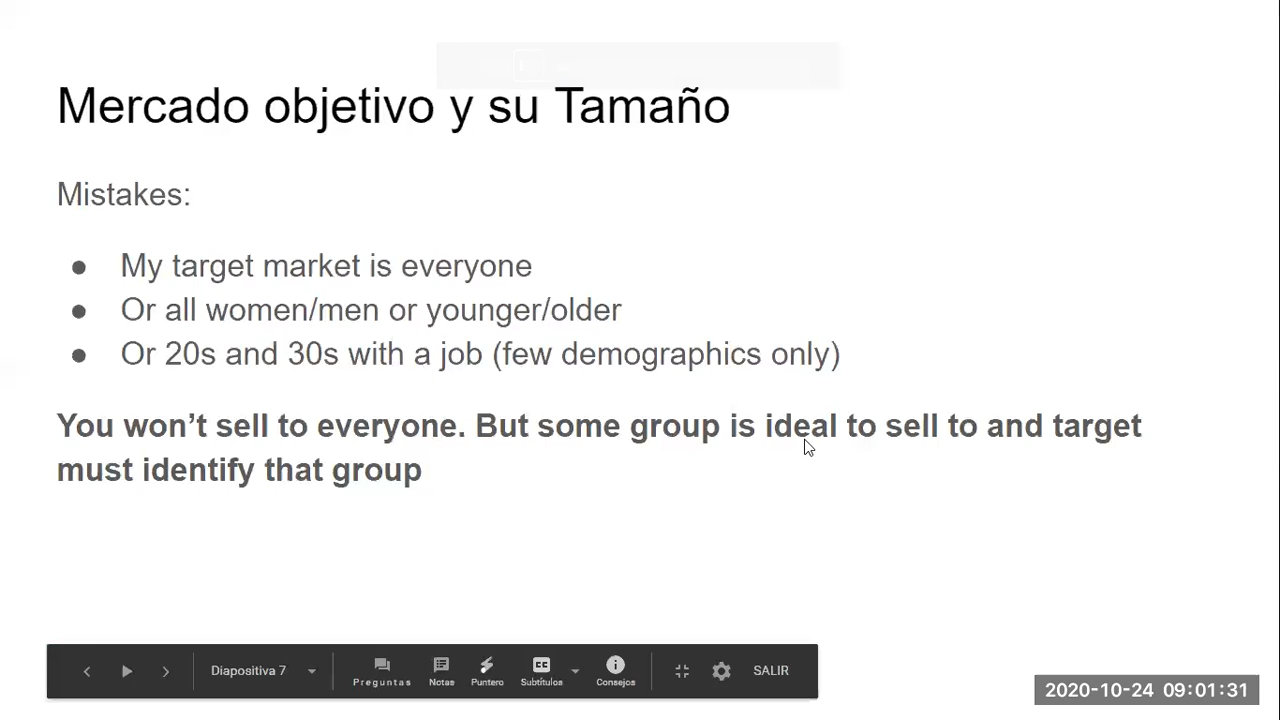 Mercado objetivo y su Tamaño
Mistakes:
● My target market is everyone
● Or all women/men or younger/older
● Or 20s and 30s with a job (few demographics only)
You won’t sell to everyone. But some group is ideal to sell to and target
must identify that group
Diapositiva 7
Preguntas
Notas
Puntero
CC
Subtítulos
Consejos
SALIR
2020-10-24 09:01:31